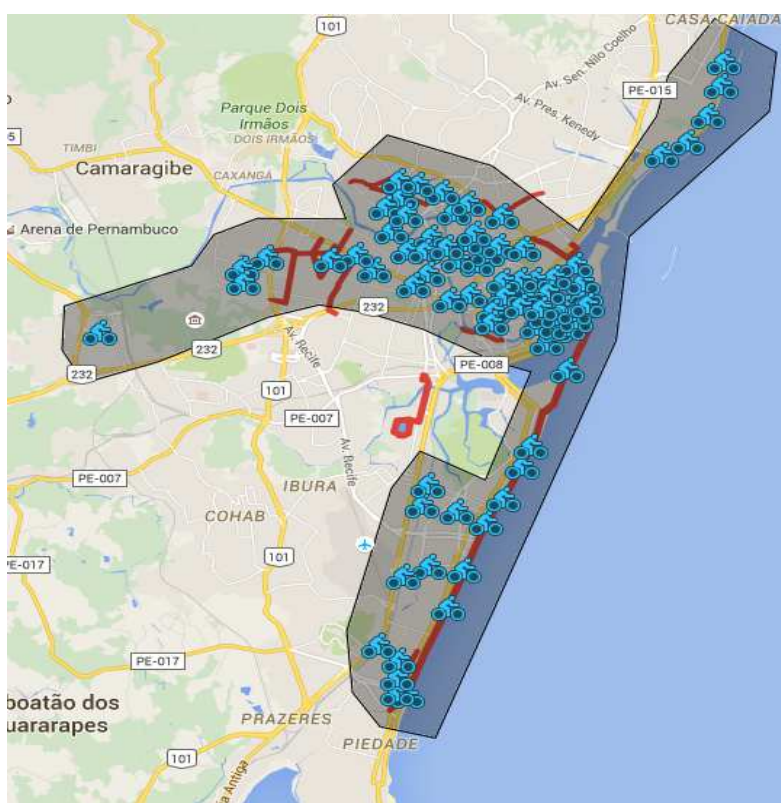 CASA CAIADA
101
Av. Sen. Nilo Coelho
PE-015
Av. Pres. Kenedy
Parque Dois
Irmãos
DOIS IRMÃOS
TIMBI
Camaragibe
CAXANGÁ
Arena de Pernambuco
232
232
232
Av. Recife
PE-008
101
PE-007
Av. Recife
PE-007
IBURA
COHAB
101
PE-017
PE-017
boatão dos
uararapes
PRAZERES
PIEDADE
101
Antiga